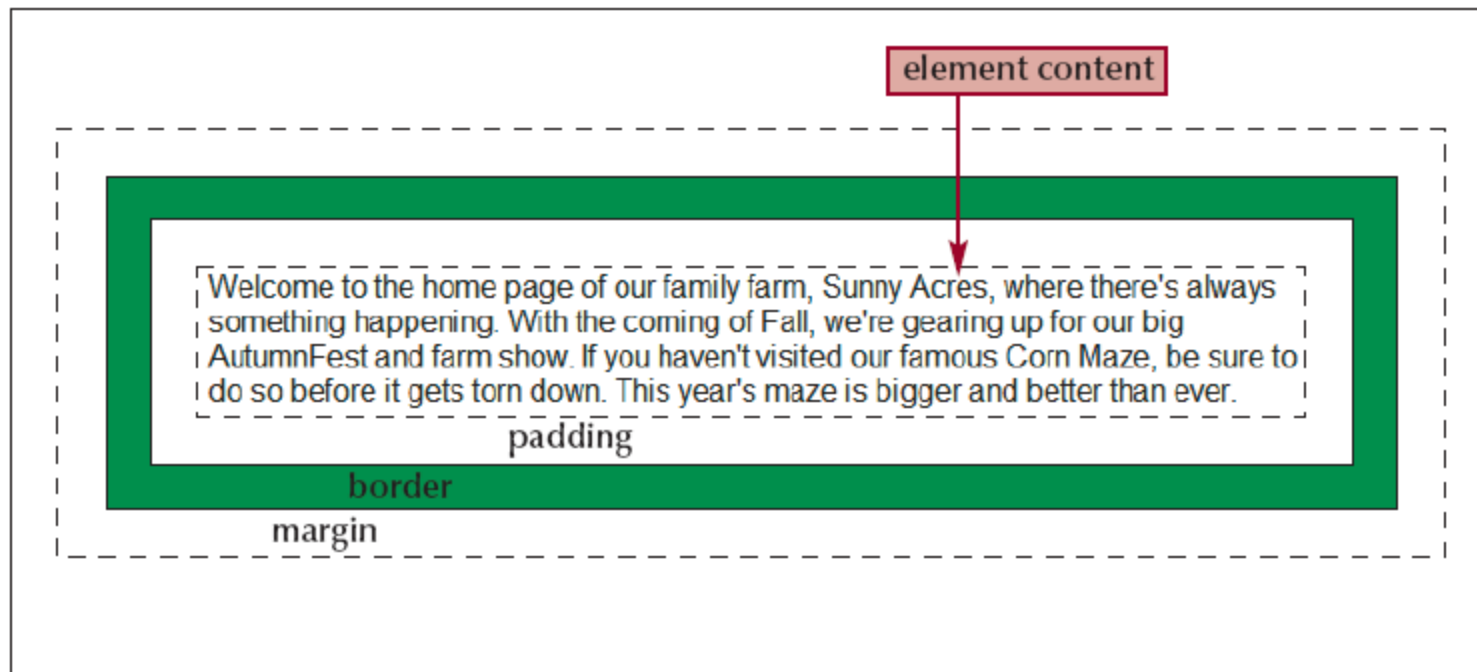 element content
Welcome to the home page of our family farm, Sunny Acres, where there's always
something happening. With the coming of Fall, we're gearing up for our big
AutumnFest and farm show. If you haven't visited our famous Corn Maze, be sure to
do so before it gets torn down. This year's maze is bigger and better than ever.
padding
border
margin